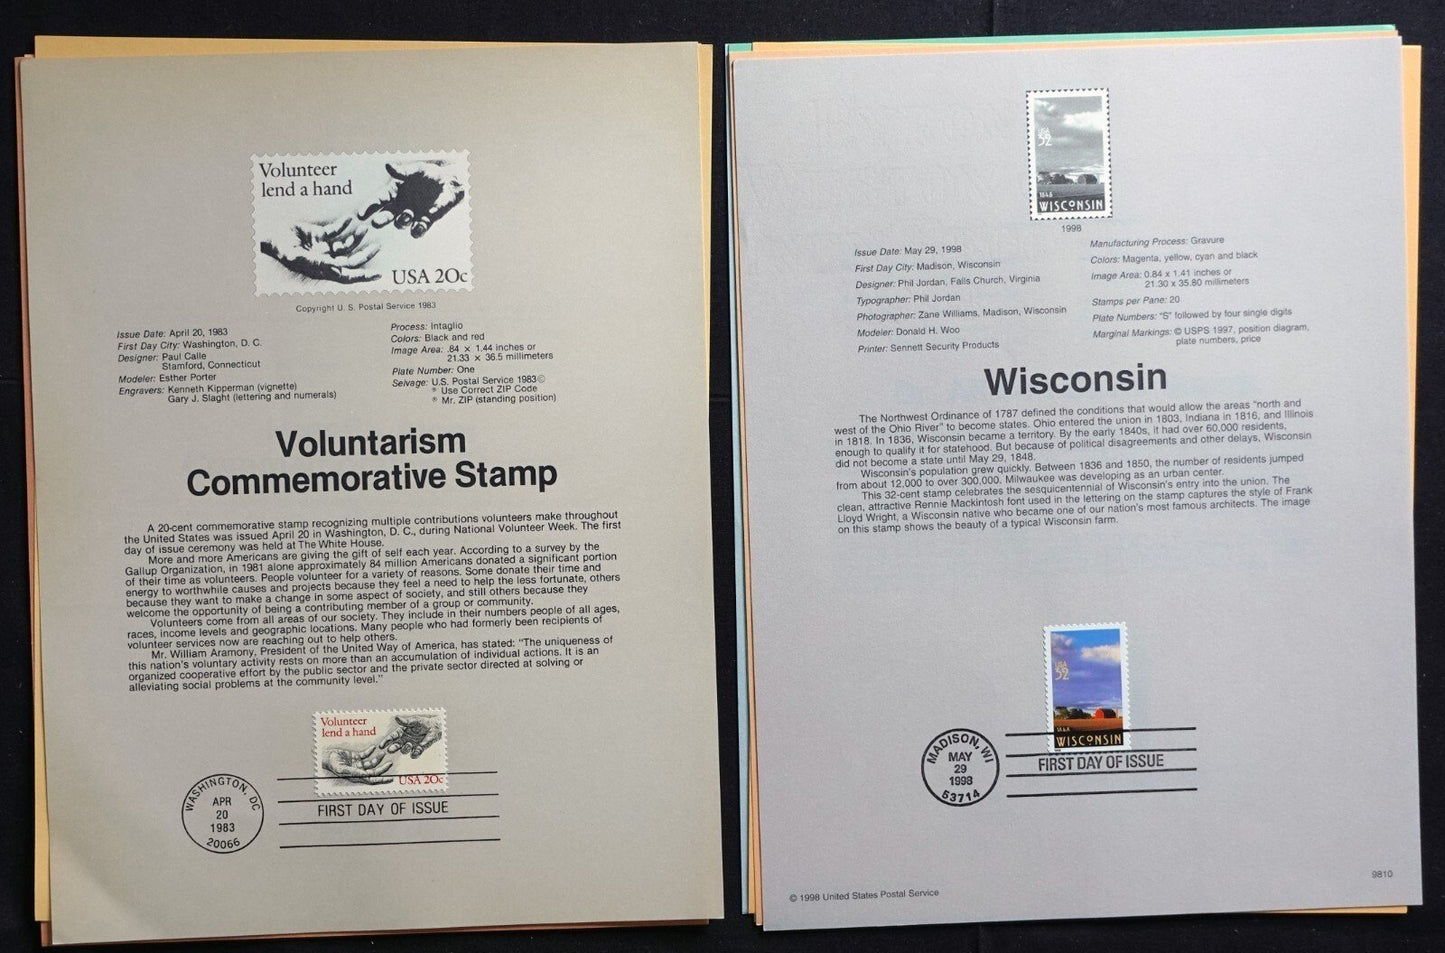 Volunteer
lend a hand
USA 20c
Copyright U. S. Postal Service 1983
Issue Date: April 20, 1983
First Day City: Washington, D. C.
Designer: Paul Calle
Stamford, Connecticut
Modeler: Esther Porter
Engravers: Kenneth Kipperman (vignette)
Gary J. Slaght (lettering and numerals)
Process: Intaglio
Colors: Black and red
Image Area: .84 × 1.44 inches or
21.33 × 36.5 millimeters
Plate Number: One
Selvage: U.S. Postal Service 1983©
® Use Correct ZIP Code
® Mr. ZIP (standing position)
Voluntarism
Commemorative Stamp
A 20-cent commemorative stamp recognizing multiple contributions volunteers make throughout
the United States was issued April 20 in Washington, D. C., during National Volunteer Week. The first
day of issue ceremony was held at The White House.
More and more Americans are giving the gift of self each year. According to a survey by the
Gallup Organization, in 1981 alone approximately 84 million Americans donated a significant portion
of their time as volunteers. People volunteer for a variety of reasons. Some donate their time and
energy to worthwhile causes and projects because they feel a need to help the less fortunate, others
because they want to make a change in some aspect of society, and still others because they
welcome the opportunity of being a contributing member of a group or community.
Volunteers come from all areas of our society. They include in their numbers people of all ages,
races, income levels and geographic locations. Many people who had formerly been recipients of
volunteer services now are reaching out to help others.
Mr. William Aramony, President of the United Way of America, has stated: "The uniqueness of
this nation's voluntary activity rests on more than an accumulation of individual actions. It is an
organized cooperative effort by the public sector and the private sector directed at solving or
alleviating social problems at the community level."
Volunteer
lend a hand
USA 20c
WASHINGTON, DC
APR
20
1983
20066
FIRST DAY OF ISSUE
USA
32
1848
WISCONSIN
1998
Issue Date: May 29, 1998
First Day City: Madison, Wisconsin
Designer: Phil Jordan, Falls Church, Virginia
Typographer: Phil Jordan
Photographer: Zane Williams, Madison, Wisconsin
Modeler: Donald H. Woo
Printer: Sennett Security Products
Manufacturing Process: Gravure
Colors: Magenta, yellow, cyan and black
Image Area: 0.84 x 1.41 inches or
21.30 x 35.80 millimeters
Stamps per Pane: 20
Plate Numbers: "S" followed by four single digits
Marginal Markings: © USPS 1997, position diagram,
plate numbers, price
Wisconsin
The Northwest Ordinance of 1787 defined the conditions that would allow the areas "north and
west of the Ohio River" to become states. Ohio entered the union in 1803, Indiana in 1816, and Illinois
in 1818. In 1836, Wisconsin became a territory. By the early 1840s, it had over 60,000 residents,
enough to qualify it for statehood. But because of political disagreements and other delays, Wisconsin
did not become a state until May 29, 1848.
Wisconsin's population grew quickly. Between 1836 and 1850, the number of residents jumped
from about 12,000 to over 300,000. Milwaukee was developing as an urban center.
This 32-cent stamp celebrates the sesquicentennial of Wisconsin's entry into the union. The
clean, attractive Rennie Mackintosh font used in the lettering on the stamp captures the style of Frank
Lloyd Wright, a Wisconsin native who became one of our nation's most famous architects. The image
on this stamp shows the beauty of a typical Wisconsin farm.
USA
32
1848
WISCONSIN
MADISON, WI
MAY
29
1998
53714
FIRST DAY OF ISSUE
© 1998 United States Postal Service
9810